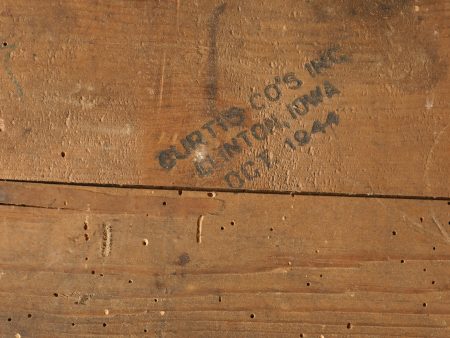 CURTIS CO'S INC.
CLINTON, IOWA
OCT. 1944